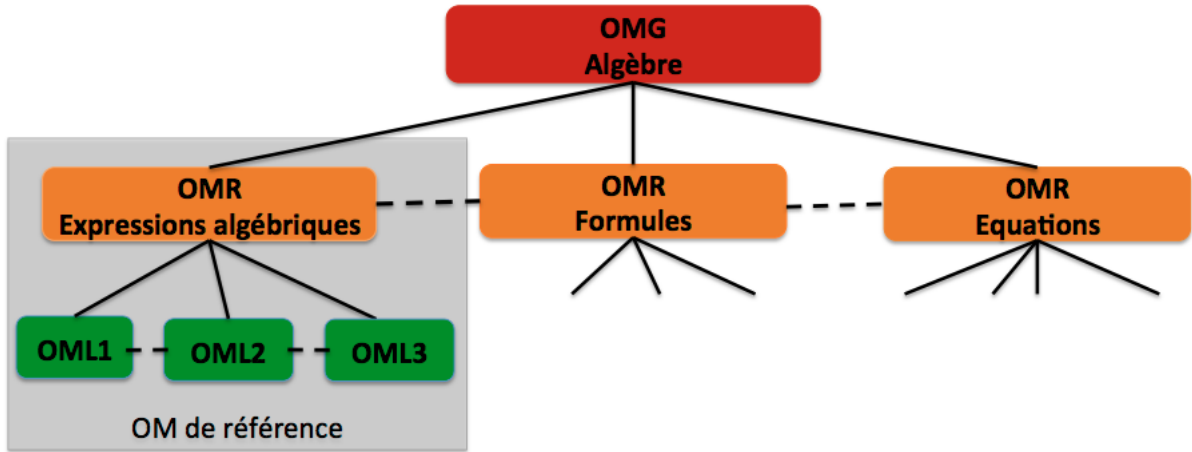 OMG
Algèbre
OMR
Expressions algébriques
OMR
Formules
OMR
Equations
OML1
OML2
OML3
OM de référence